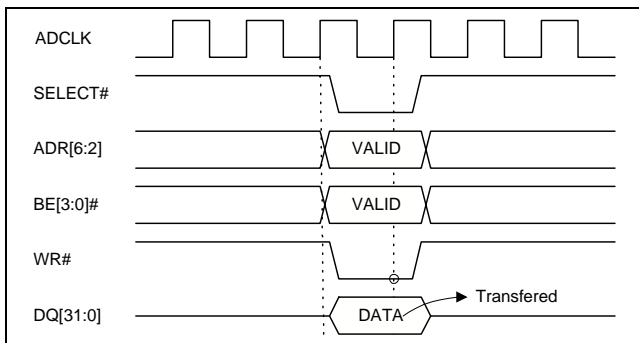 ADCLK
SELECT#
ADR[6:2]
VALID
BE[3:0]#
VALID
WR#
Transfered
DQ[31:0]
DATA